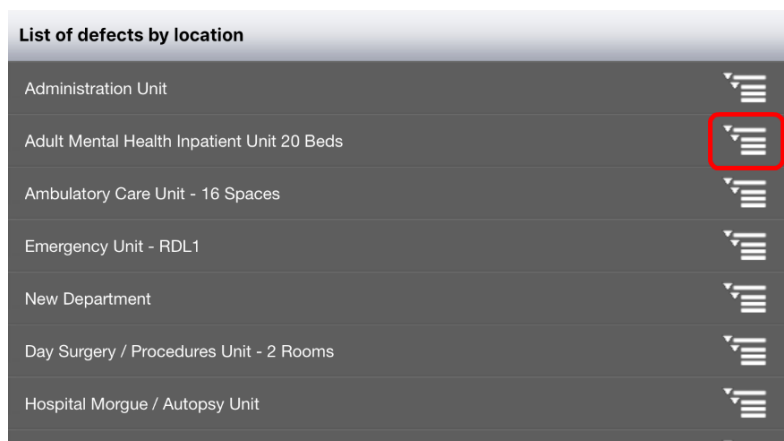 List of defects by location
Administration Unit
Adult Mental Health Inpatient Unit 20 Beds
Ambulatory Care Unit - 16 Spaces
Emergency Unit - RDL1
New Department
Day Surgery / Procedures Unit - 2 Rooms
Hospital Morgue / Autopsy Unit